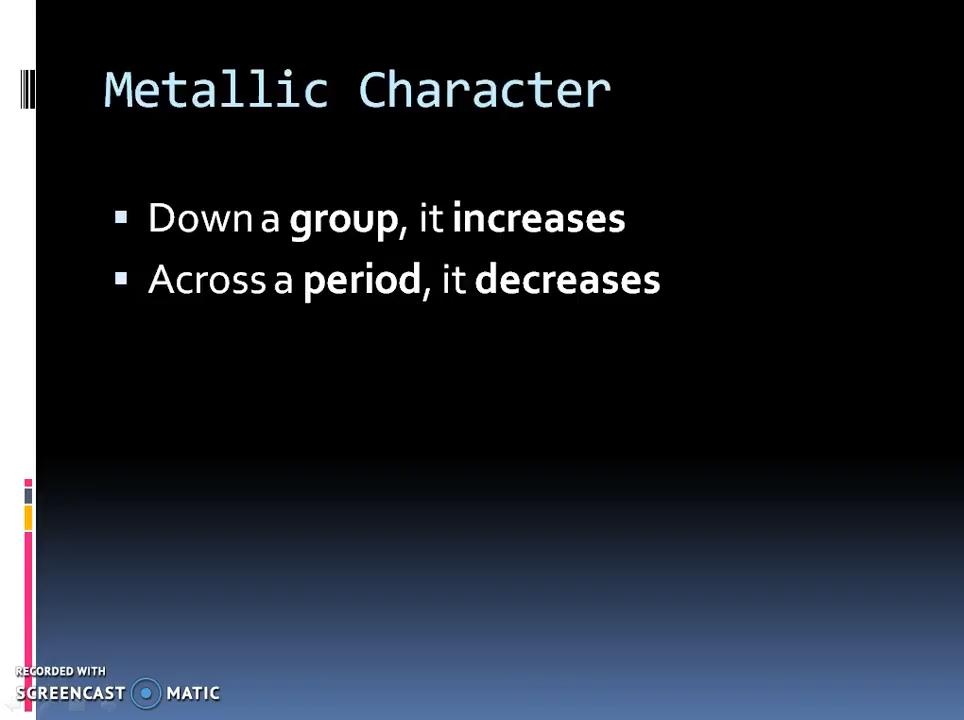 Metallic Character
▪ Down a group, it increases
▪ Across a period, it decreases
RECORDED WITH
SCREENCAST MATIC